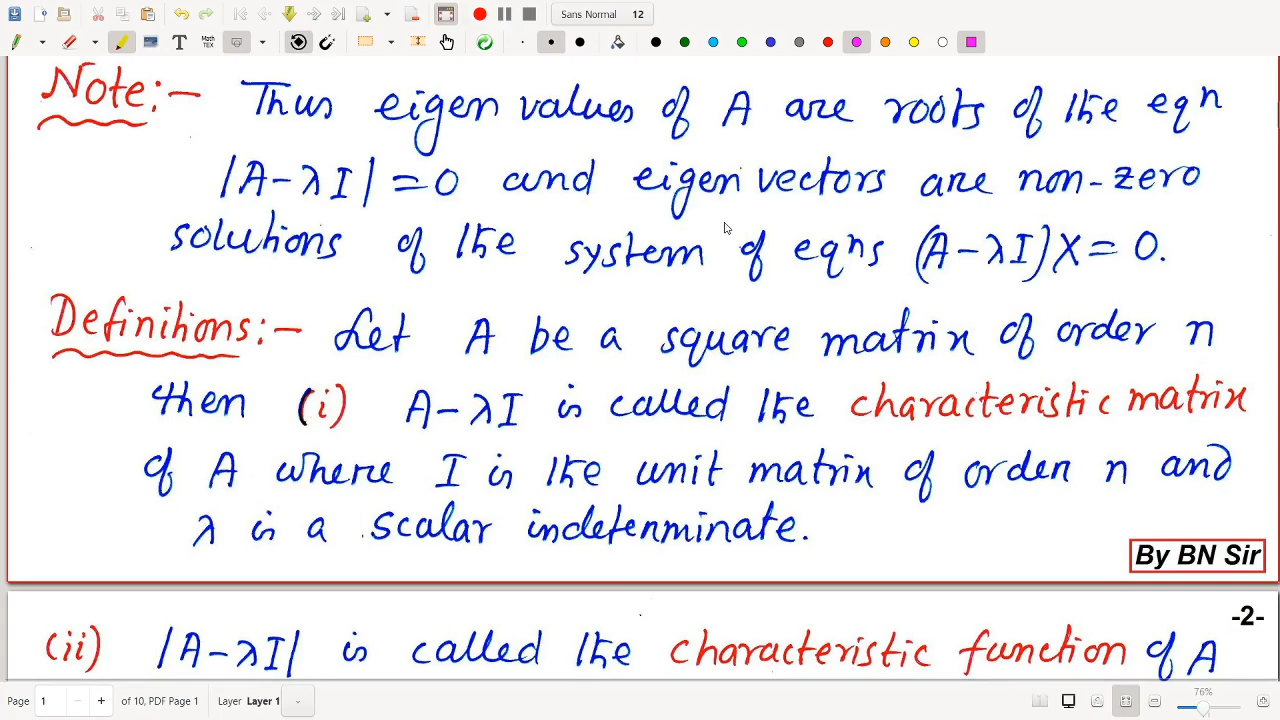 Sans Normal 12
Math TEX
Note:- Thus eigen values of A are roots of the eqn
|A-λI| = 0 and eigen vectors are non-zero
solutions of the system of eqns (A-λI)X = 0.
Definitions:- Let A be a square matrix of order n
then (i) A-λI is called the characteristic matrix
of A where I is the unit matrix of order n and
λ is a scalar indeterminate.
By BN Sir
-2-
(ii) |A-λI| is called the characteristic function of A
Page 1 of 10, PDF Page 1 Layer Layer 1 76%